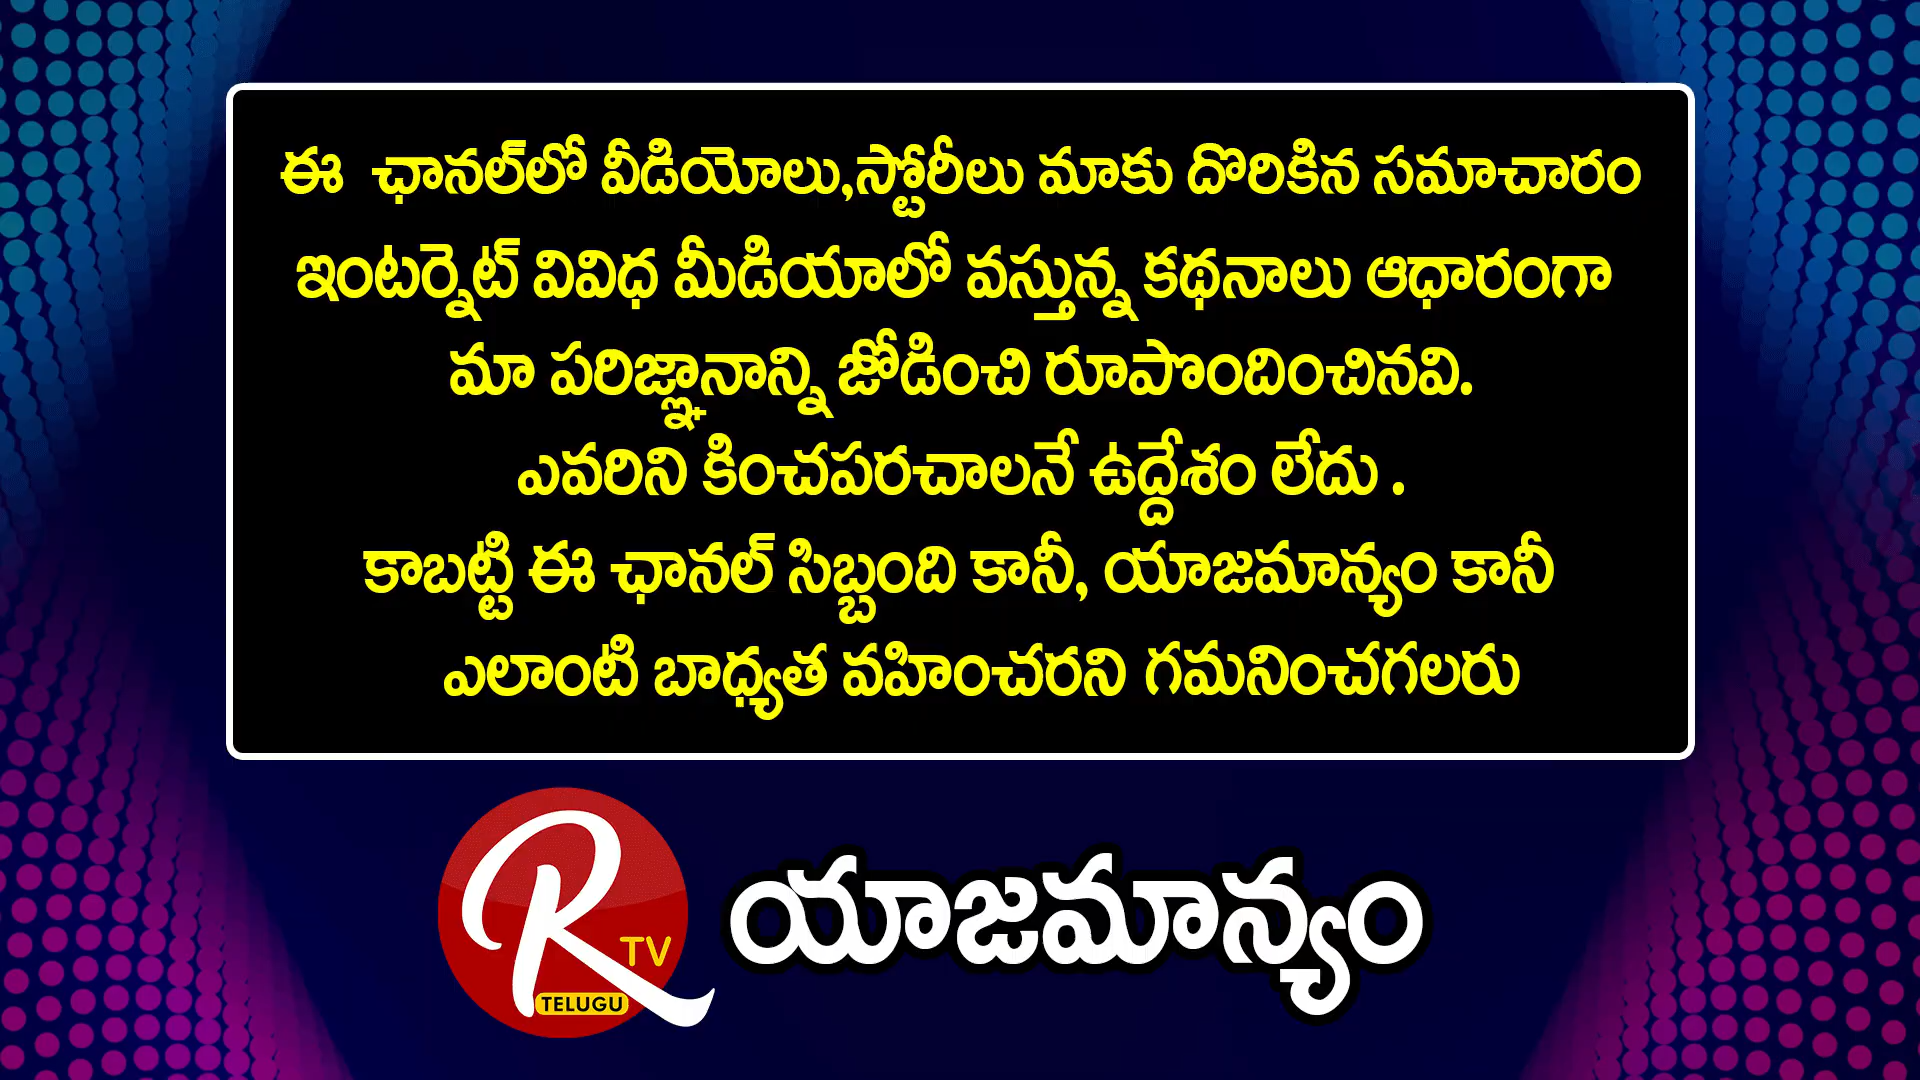 ఈ ఛానల్‌లో వీడియోలు,స్టోరీలు మాకు దొరికిన సమాచారం
ఇంటర్నెట్ వివిధ మీడియాలో వస్తున్న కథనాలు ఆధారంగా
మా పరిజ్ఞానాన్ని జోడించి రూపొందించినవి.
ఎవరిని కించపరచాలనే ఉద్దేశం లేదు .
కాబట్టి ఈ ఛానల్ సిబ్బంది కానీ, యాజమాన్యం కానీ
ఎలాంటి బాధ్యత వహించరని గమనించగలరు
R TV
TELUGU
యాజమాన్యం